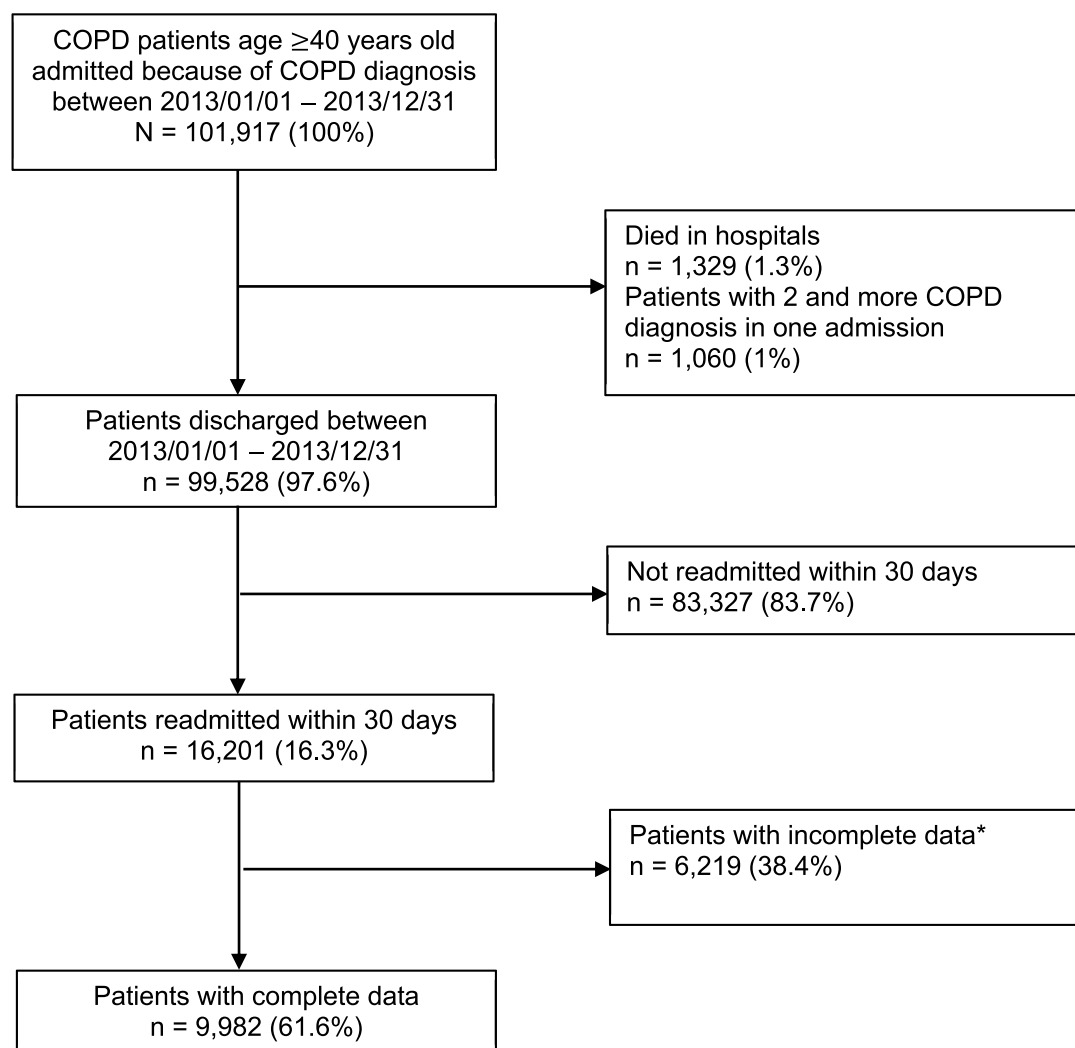 COPD patients age ≥40 years old
admitted because of COPD diagnosis
between 2013/01/01 – 2013/12/31
N = 101,917 (100%)
Died in hospitals
n = 1,329 (1.3%)
Patients with 2 and more COPD
diagnosis in one admission
n = 1,060 (1%)
Patients discharged between
2013/01/01 – 2013/12/31
n = 99,528 (97.6%)
Not readmitted within 30 days
n = 83,327 (83.7%)
Patients readmitted within 30 days
n = 16,201 (16.3%)
Patients with incomplete data*
n = 6,219 (38.4%)
Patients with complete data
n = 9,982 (61.6%)